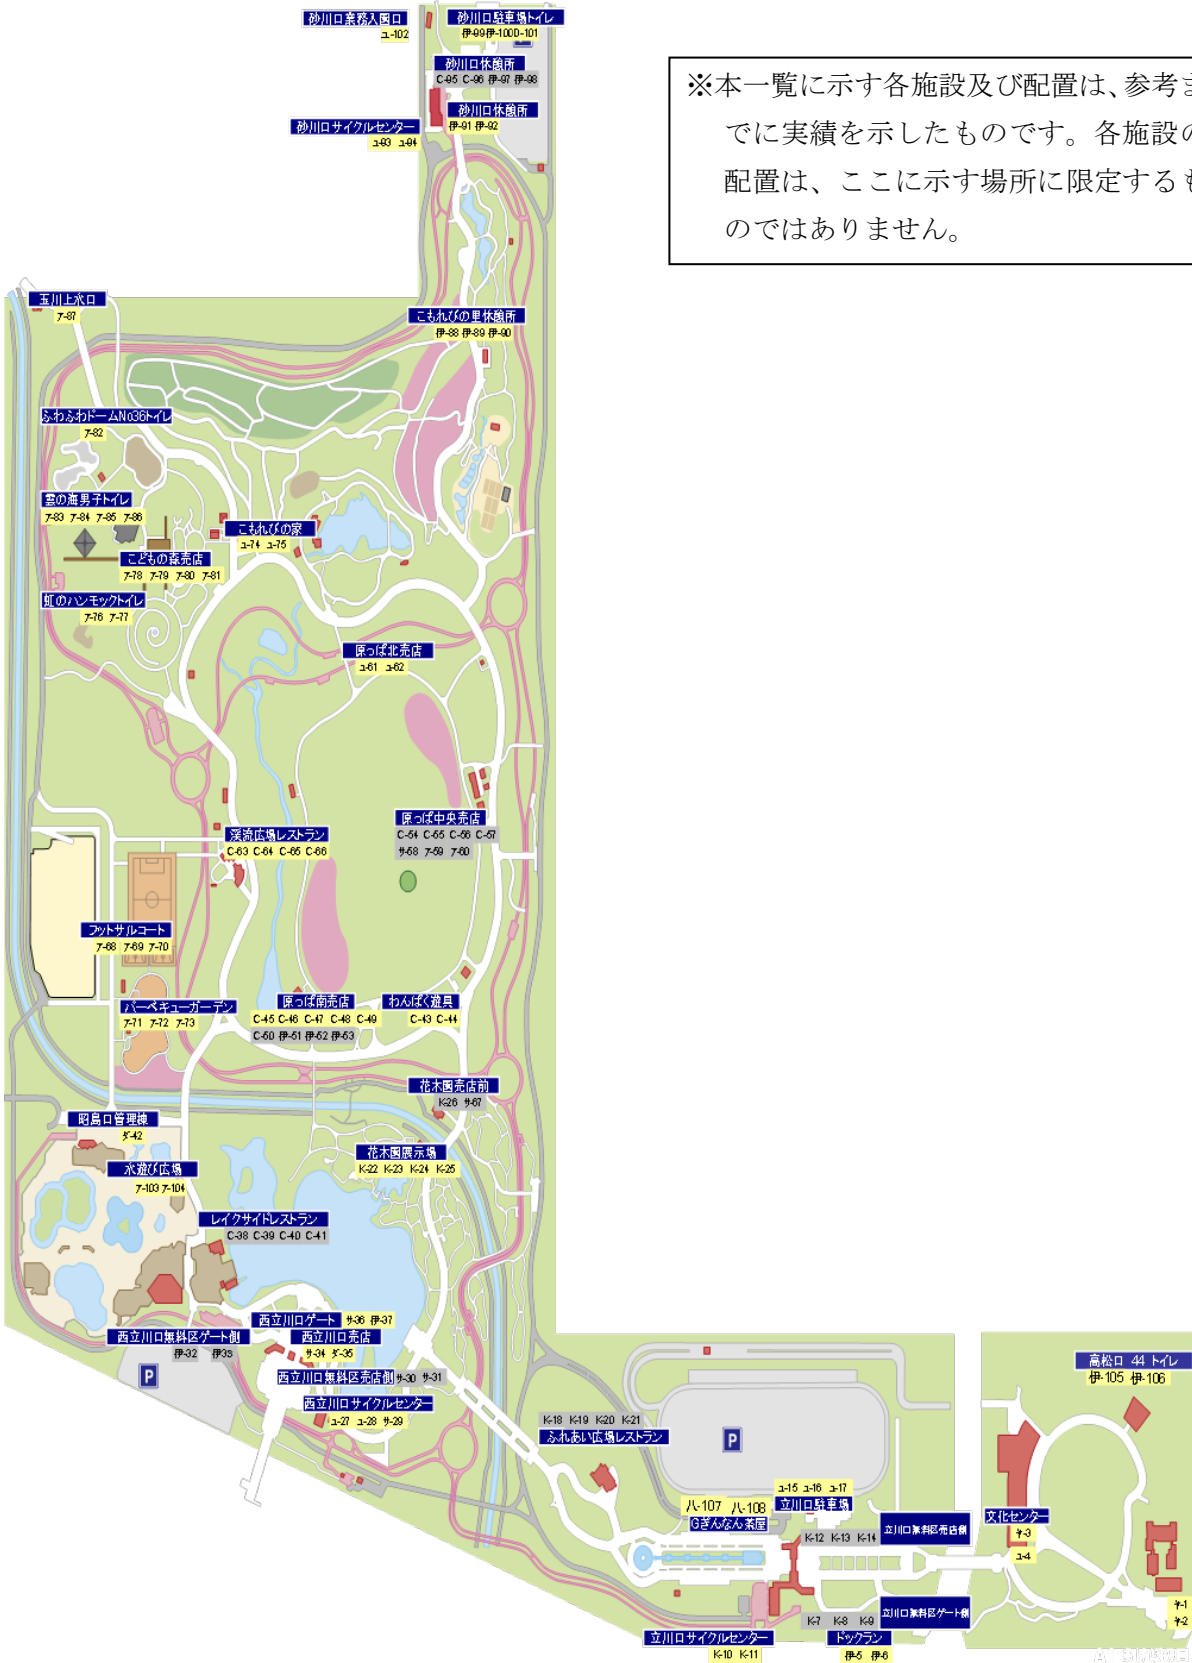 砂川口業務入園口
ユ-102
砂川口駐車場トイレ
伊-99 伊-100 D-101
砂川口休憩所
C-95 C-96 伊-97 伊-98
砂川口休憩所
伊-91 伊-92
砂川口サイクルセンター
ユ-93 ユ-94
※本一覧に示す各施設及び配置は、参考ま
でに実績を示したものです。各施設の
配置は、ここに示す場所に限定するも
のではありません。
玉川上水口
ア-87
こもれびの里休憩所
伊-88 伊-89 伊-90
ふわふわドームNo36トイレ
ア-82
雲の海男子トイレ
ア-83 ア-84 ア-85 ア-86
こもれびの家
ユ-74 ユ-75
こどもの森売店
ア-78 ア-79 ア-80 ア-81
虹のハンモックトイレ
ア-76 ア-77
原っぱ北売店
ユ-61 ユ-62
原っぱ中央売店
C-54 C-55 C-56 C-57
サ-58 ア-59 ア-60
渓流広場レストラン
C-63 C-64 C-65 C-66
フットサルコート
ア-68 ア-69 ア-70
バーベキューガーデン
ア-71 ア-72 ア-73
原っぱ南売店
C-45 C-46 C-47 C-48 C-49
C-50 伊-51 伊-52 伊-53
わんぱく遊具
C-43 C-44
花木園売店前
K-26 サ-67
昭島口管理棟
ダ-42
花木園展示場
K-22 K-23 K-24 K-25
水遊び広場
ア-103 ア-104
レイクサイドレストラン
C-38 C-39 C-40 C-41
西立川口ゲート サ-36 伊-37
西立川口無料区ゲート側
伊-32 伊-33
西立川口売店
サ-34 ダ-35
西立川口無料区売店側 サ-30 サ-31
西立川口サイクルセンター
ユ-27 ユ-28 サ-29
P
高松口 44 トイレ
伊-105 伊-106
K-18 K-19 K-20 K-21
ふれあい広場レストラン
P
ユ-15 ユ-16 ユ-17
立川口駐車場
八-107 八-108
Gぎんなん茶屋
K-12 K-13 K-14
立川口無料区売店側
文化センター
キ-3
ユ-4
K-7 K-8 K-9
立川口無料区ゲート側
キ-1
キ-2
立川口サイクルセンター
K-10 K-11
ドックラン
伊-5 伊-6